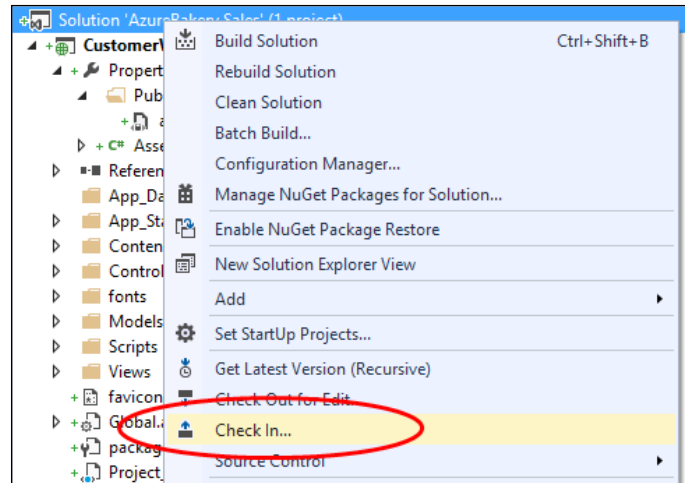 Solution 'AzureBakery Sales' (1 project)
CustomerV
Propert
Pub
a
C# Asse
Referen
App_Da
App_Sta
Conten
Control
fonts
Models
Scripts
Views
favicon
Global.a
packag
Project_
Build Solution Ctrl+Shift+B
Rebuild Solution
Clean Solution
Batch Build...
Configuration Manager...
Manage NuGet Packages for Solution...
Enable NuGet Package Restore
New Solution Explorer View
Add
Set StartUp Projects...
Get Latest Version (Recursive)
Check Out for Edit...
Check In...
Source Control